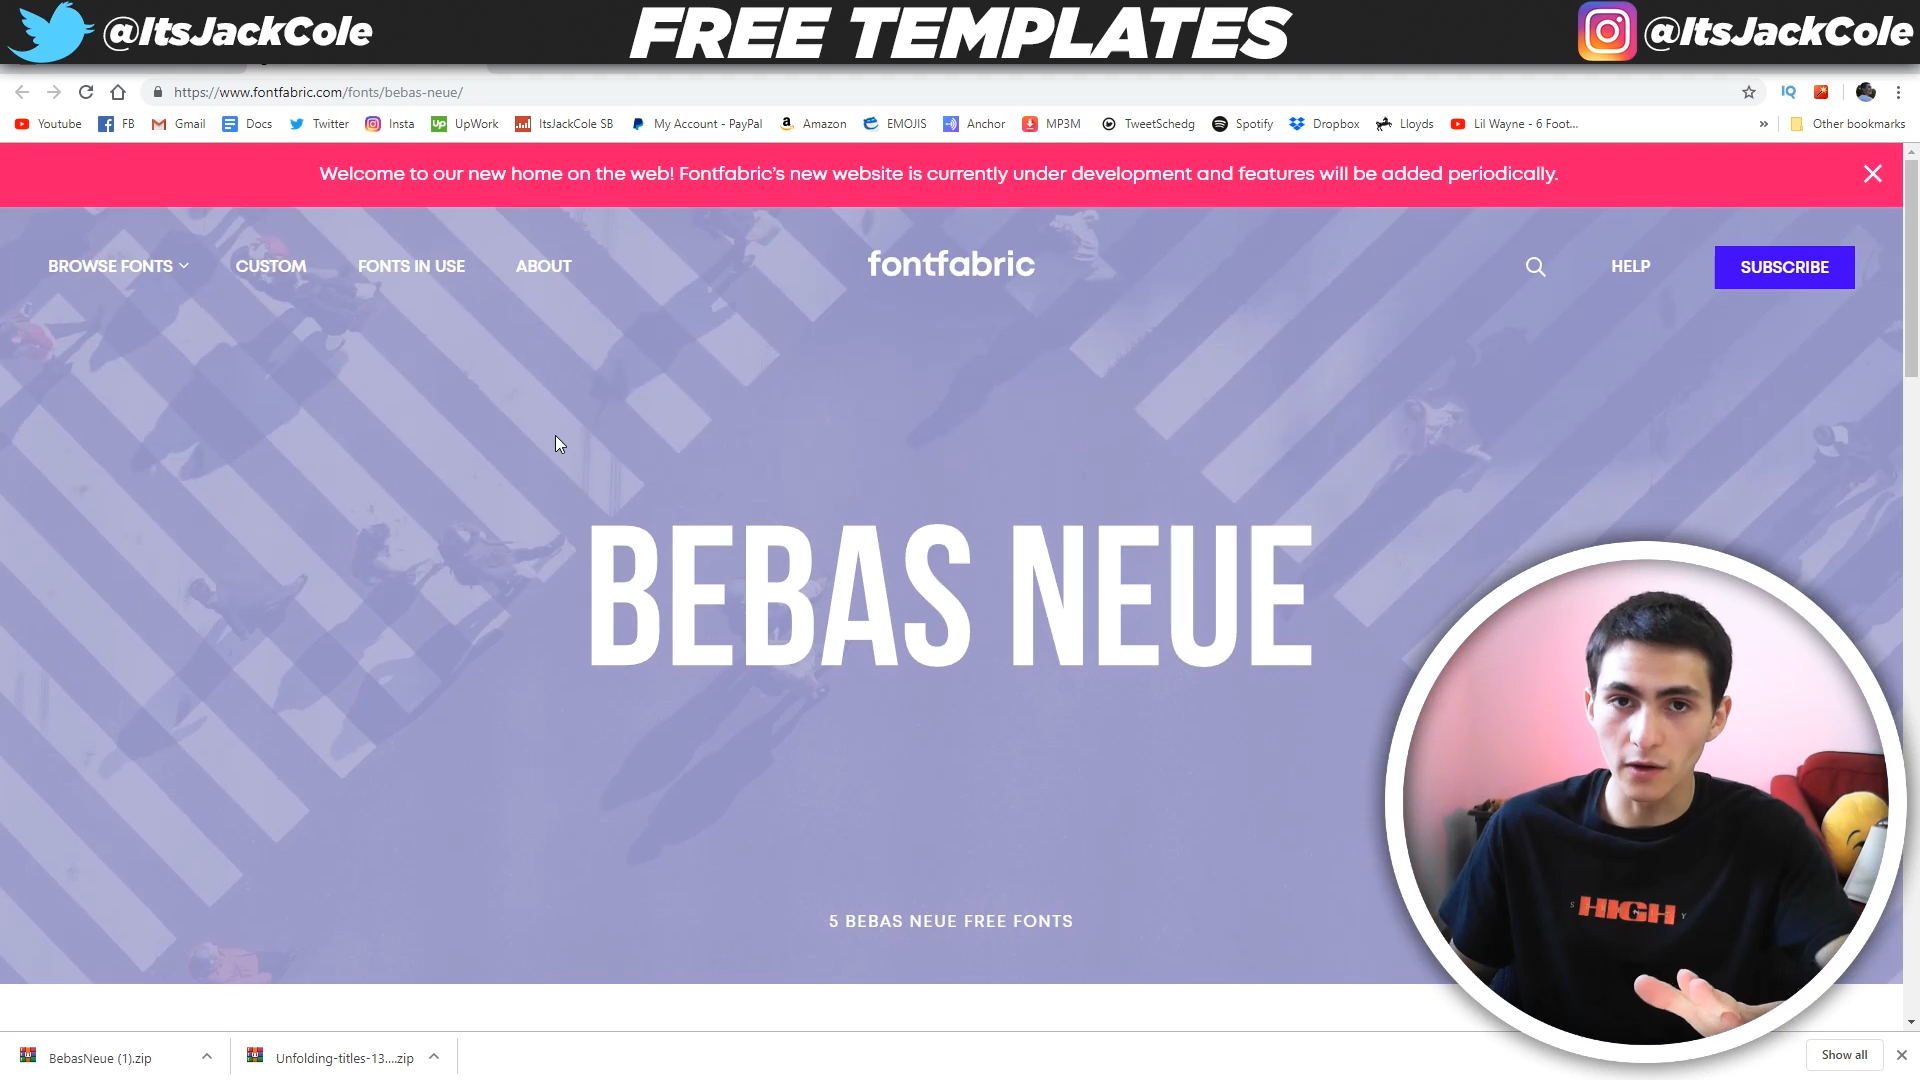 @ItsJackCole
FREE TEMPLATES
@ItsJackCole
https://www.fontfabric.com/fonts/bebas-neue/
IQ
Youtube
FB
Gmail
Docs
Twitter
Insta
Up
UpWork
ItsJackCole SB
My Account - PayPal
Amazon
EMOJIS
Anchor
MP3M
TweetSchedg
Spotify
Dropbox
Lloyds
Lil Wayne - 6 Foot...
»
Other bookmarks
Welcome to our new home on the web! Fontfabric's new website is currently under development and features will be added periodically.
BROWSE FONTS
CUSTOM
FONTS IN USE
ABOUT
fontfabric
HELP
SUBSCRIBE
BEBAS NEUE
5 BEBAS NEUE FREE FONTS
HIGH
BebasNeue (1).zip
Unfolding-titles-13....zip
Show all